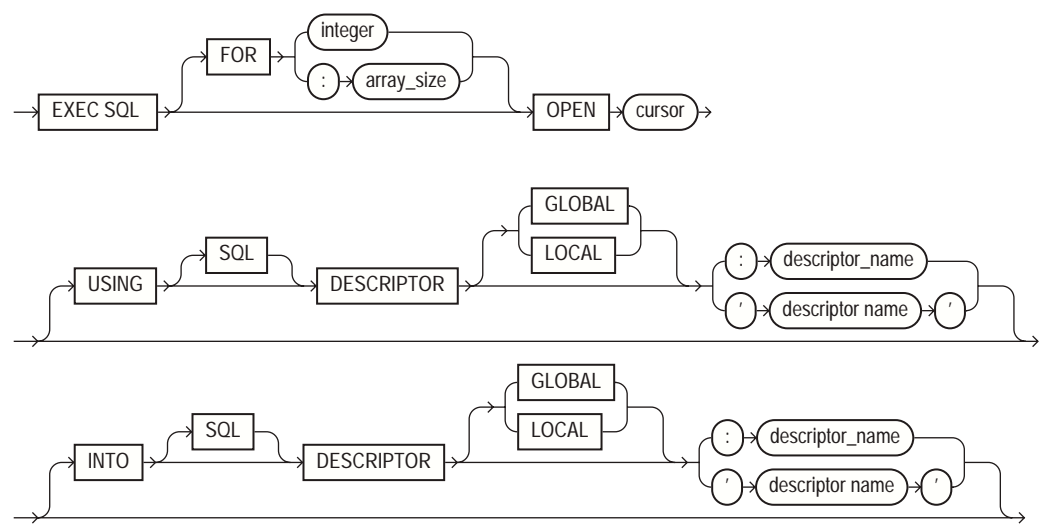 integer
FOR
: array_size
EXEC SQL OPEN cursor
GLOBAL
SQL LOCAL : descriptor_name
USING DESCRIPTOR ' descriptor name '
GLOBAL
SQL LOCAL : descriptor_name
INTO DESCRIPTOR ' descriptor name '